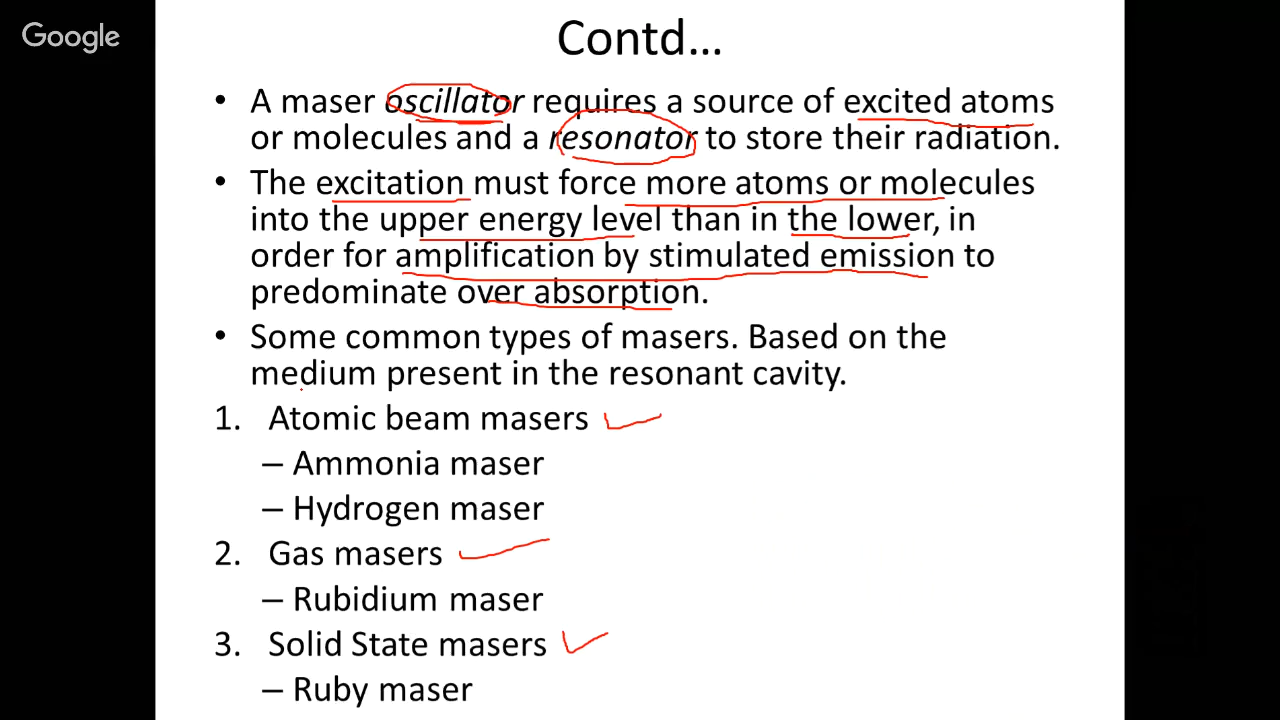 Google
Contd...
• A maser oscillator requires a source of excited atoms
or molecules and a resonator to store their radiation.
• The excitation must force more atoms or molecules
into the upper energy level than in the lower, in
order for amplification by stimulated emission to
predominate over absorption.
• Some common types of masers. Based on the
medium present in the resonant cavity.
1. Atomic beam masers
– Ammonia maser
– Hydrogen maser
2. Gas masers
– Rubidium maser
3. Solid State masers
– Ruby maser